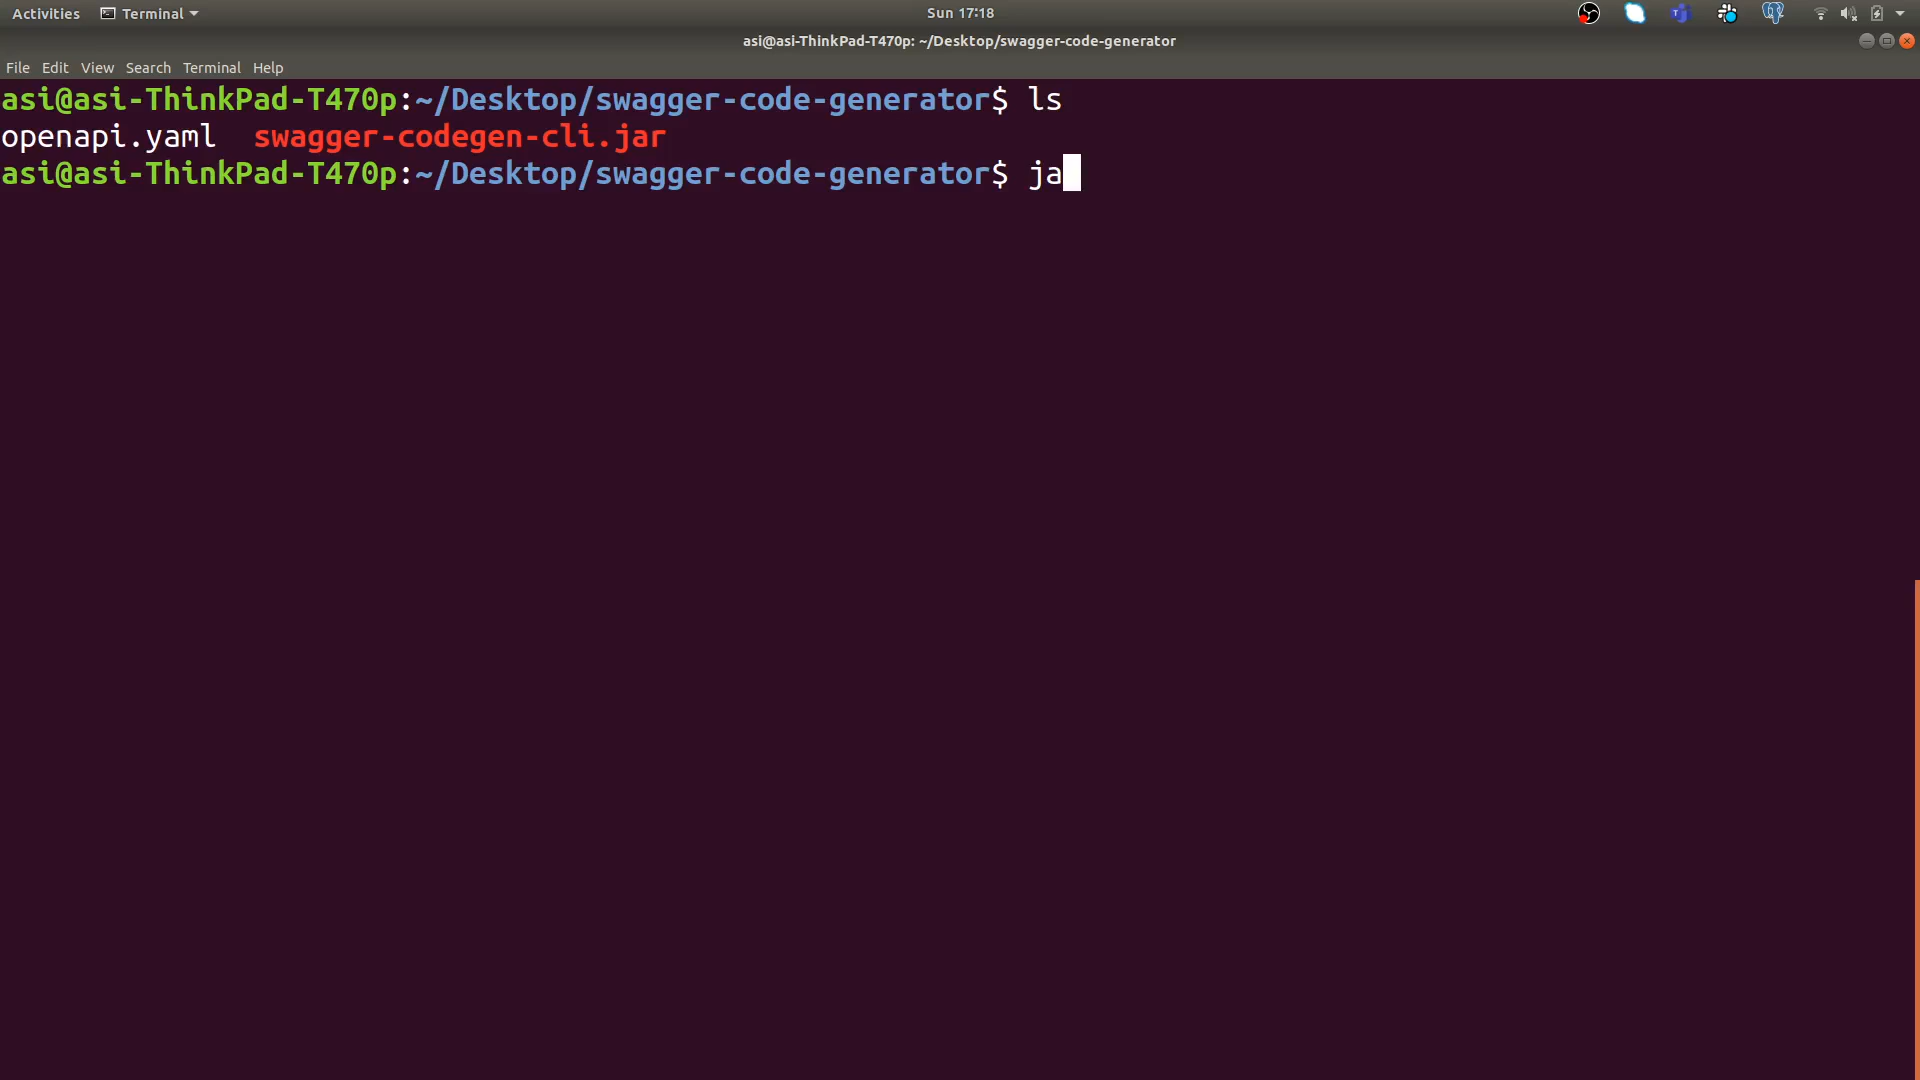 Activities Terminal Sun 17:18
asi@asi-ThinkPad-T470p: ~/Desktop/swagger-code-generator
File Edit View Search Terminal Help
asi@asi-ThinkPad-T470p:~/Desktop/swagger-code-generator$ ls
openapi.yaml swagger-codegen-cli.jar
asi@asi-ThinkPad-T470p:~/Desktop/swagger-code-generator$ ja